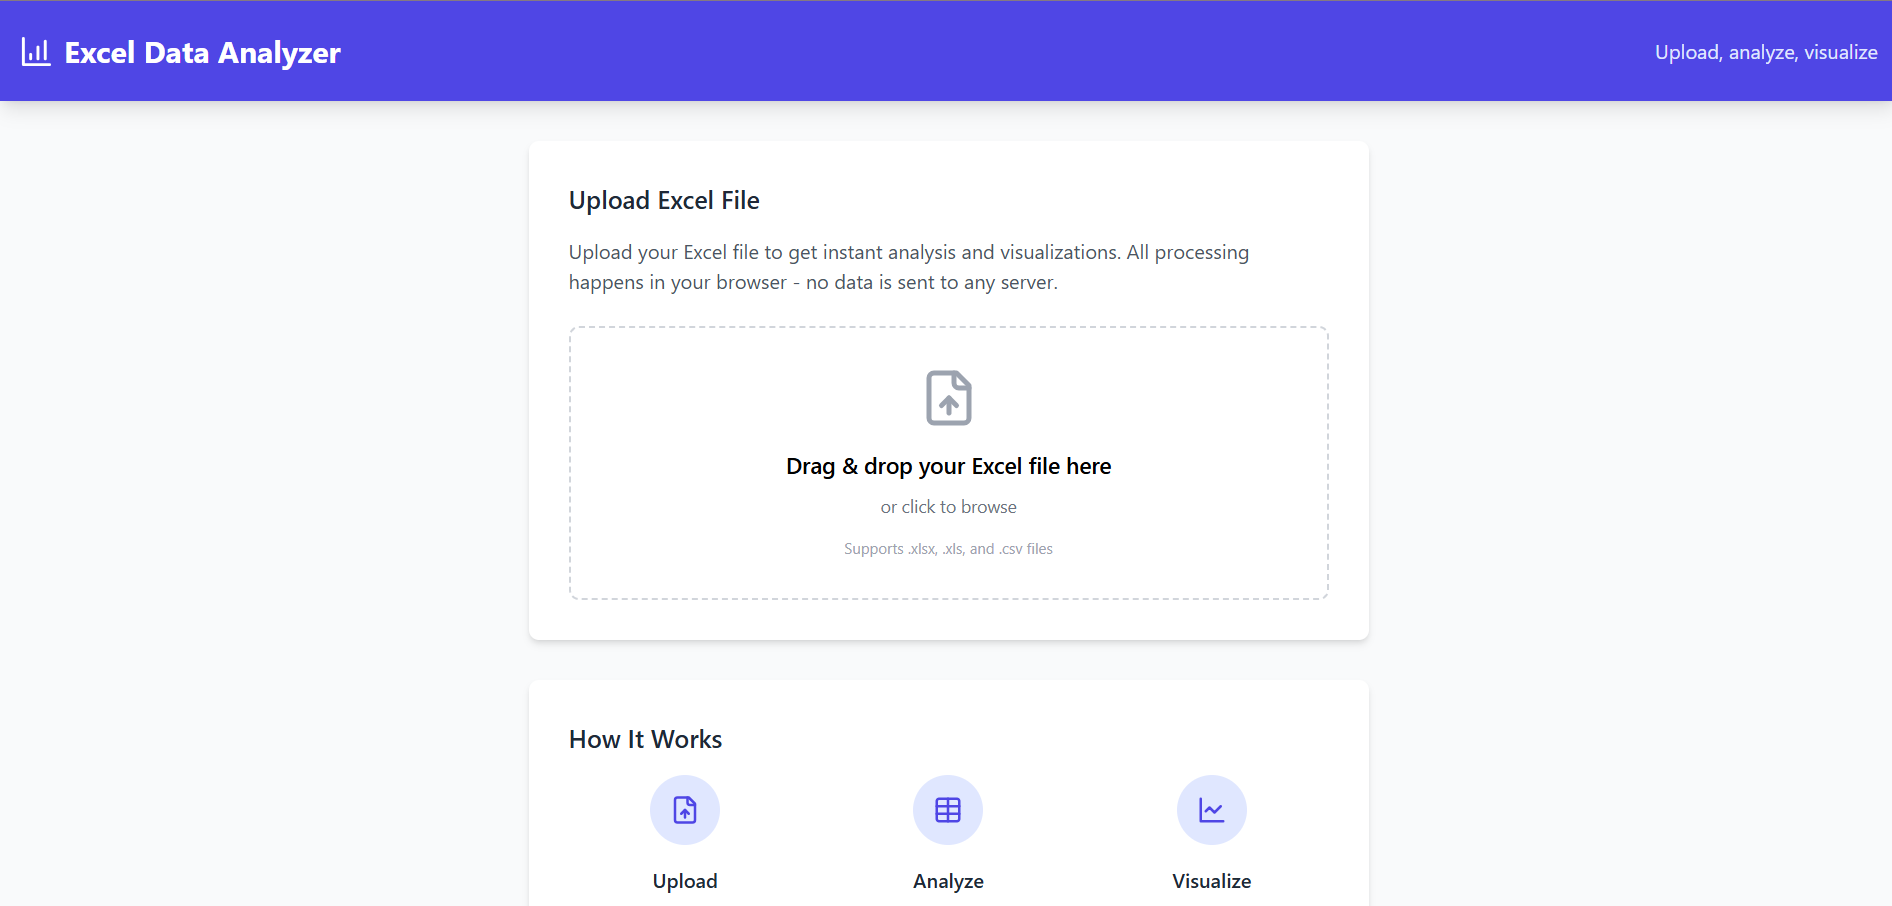 Excel Data Analyzer
Upload, analyze, visualize
Upload Excel File
Upload your Excel file to get instant analysis and visualizations. All processing
happens in your browser - no data is sent to any server.
Drag & drop your Excel file here
or click to browse
Supports .xlsx, .xls, and .csv files
How It Works
Upload
Analyze
Visualize